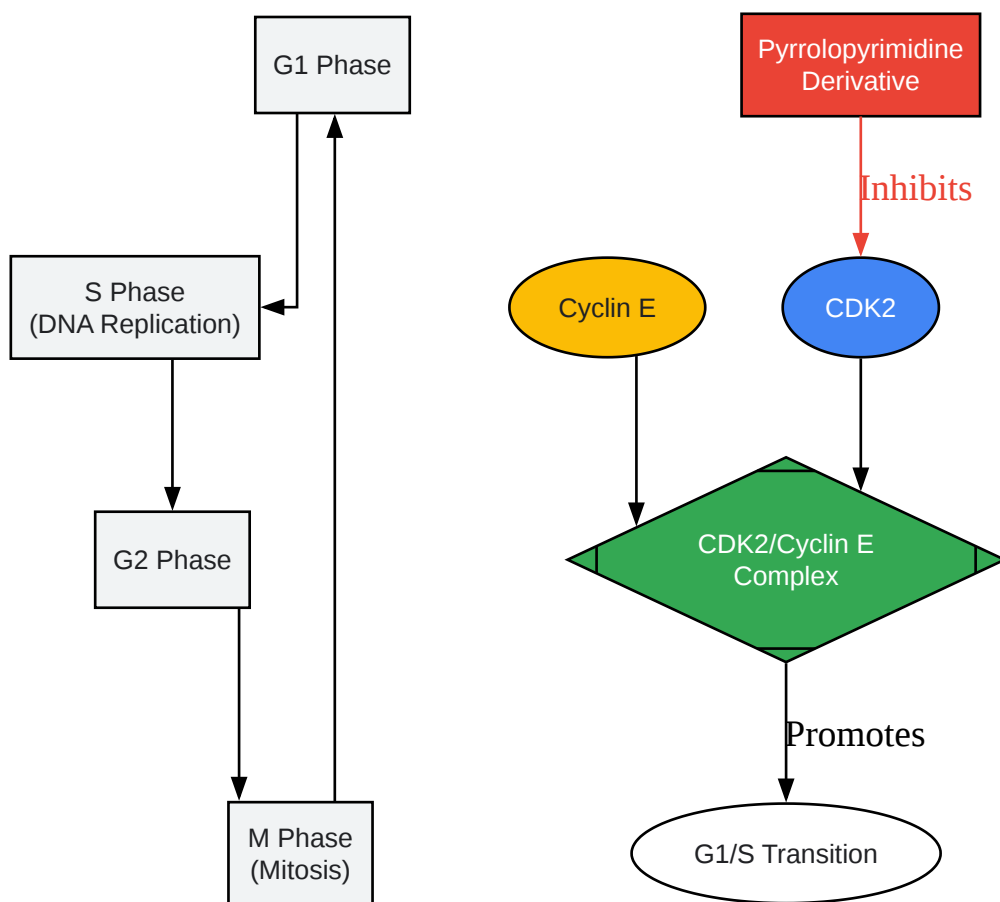 G1 Phase
Pyrrolopyrimidine
Derivative
Inhibits
S Phase
(DNA Replication)
Cyclin E
CDK2
G2 Phase
CDK2/Cyclin E
Complex
Promotes
M Phase
(Mitosis)
G1/S Transition